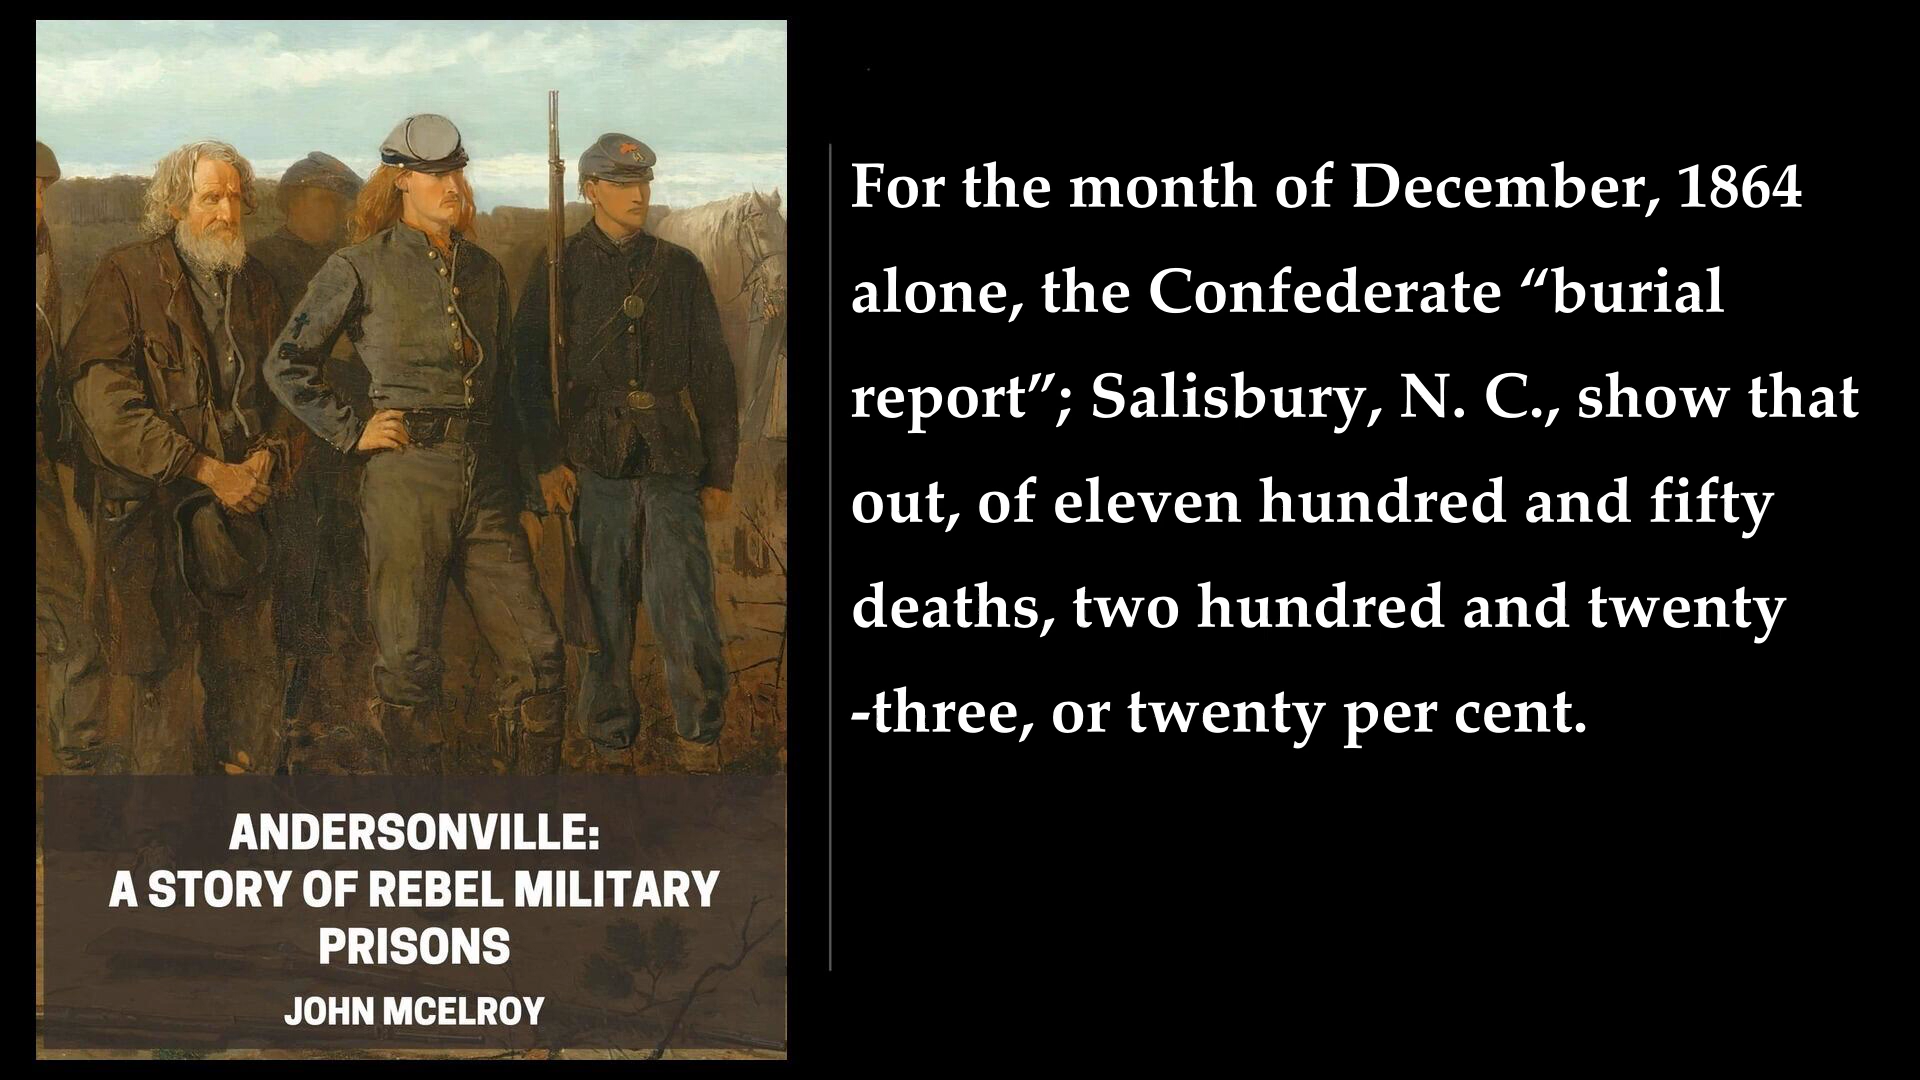 ANDERSONVILLE:
A STORY OF REBEL MILITARY
PRISONS
JOHN MCELROY
For the month of December, 1864
alone, the Confederate “burial
report”; Salisbury, N. C., show that
out, of eleven hundred and fifty
deaths, two hundred and twenty
-three, or twenty per cent.